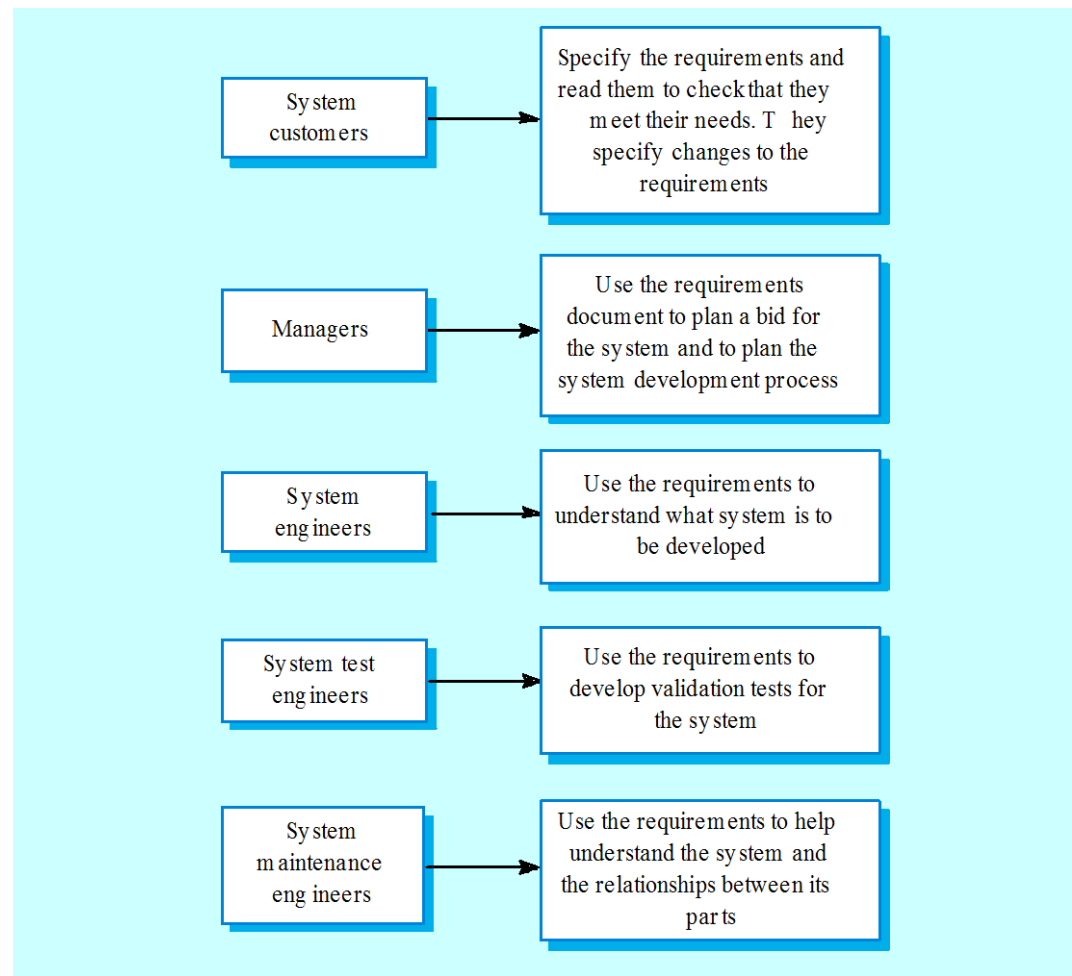 System
customers
Specify the requirements and
read them to check that they
meet their needs. T hey
specify changes to the
requirements
Managers
Use the requirements
document to plan a bid for
the system and to plan the
system development process
System
engineers
Use the requirements to
understand what system is to
be developed
System test
engineers
Use the requirements to
develop validation tests for
the system
System
maintenance
engineers
Use the requirements to help
understand the system and
the relationships between its
parts